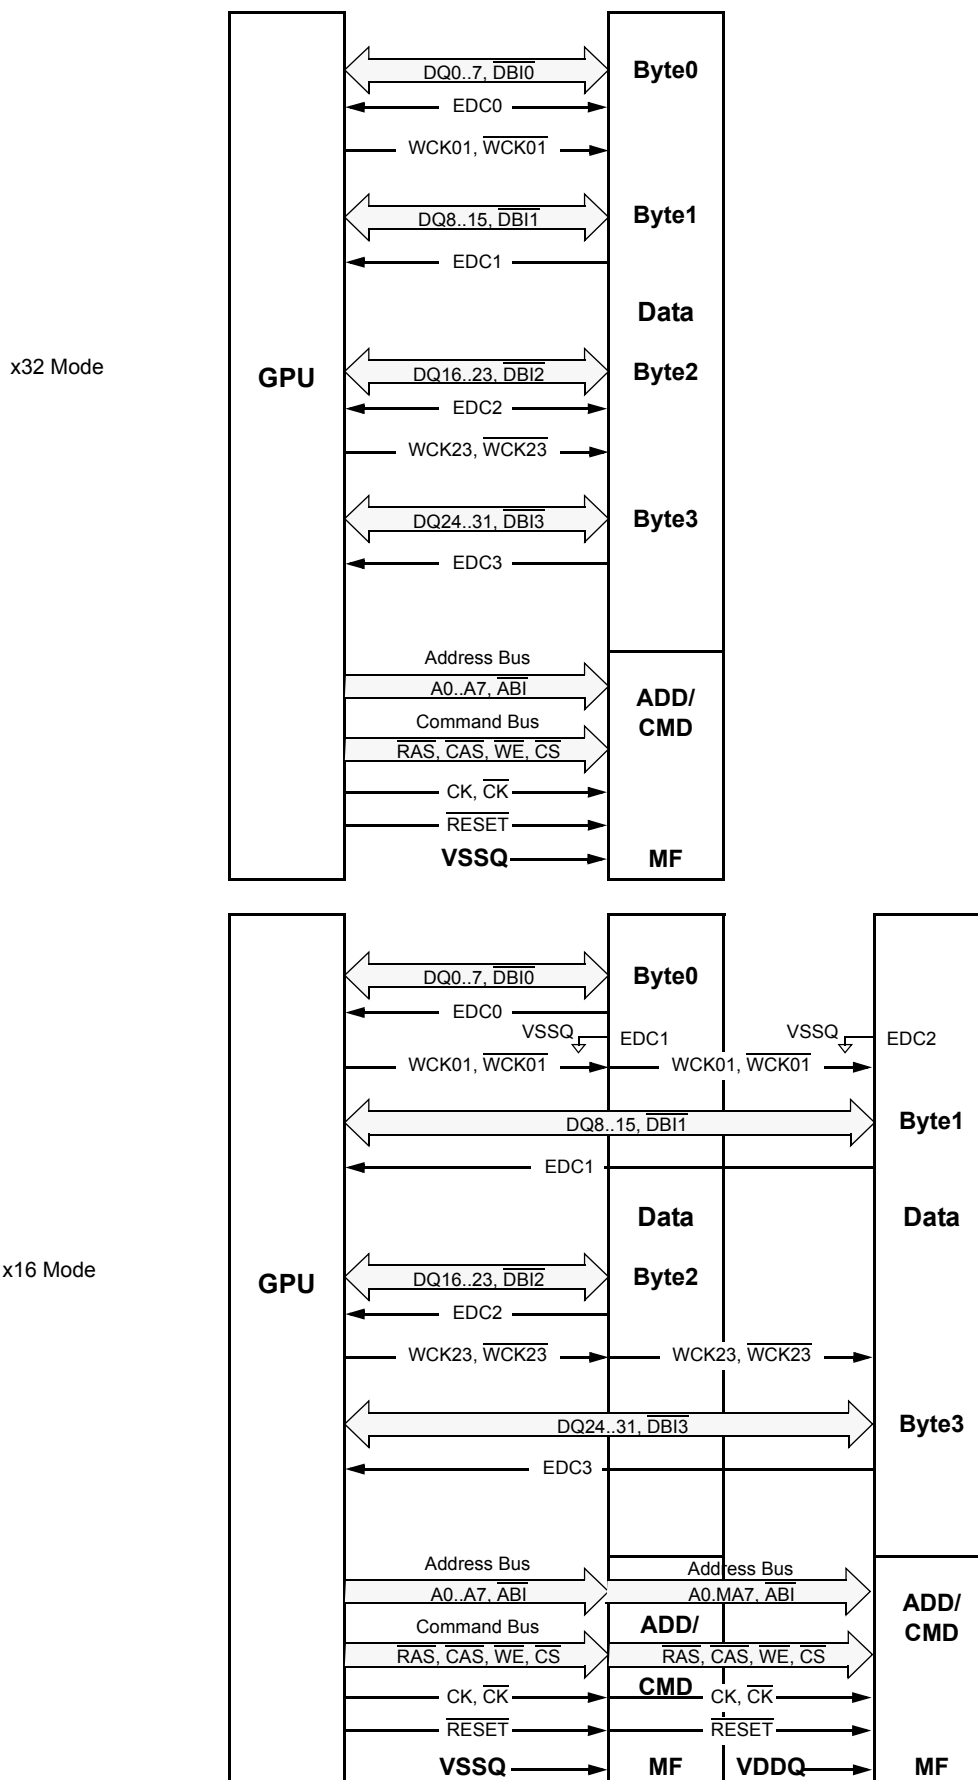 DQ0..7, DBI0
Byte0
EDC0
WCK01, WCK01
DQ8..15, DBI1
Byte1
EDC1
Data
x32 Mode
GPU
DQ16..23, DBI2
Byte2
EDC2
WCK23, WCK23
DQ24..31, DBI3
Byte3
EDC3
Address Bus
A0..A7, ABI
ADD/
CMD
Command Bus
RAS, CAS, WE, CS
CK, CK
RESET
VSSQ
MF
DQ0..7, DBI0
Byte0
EDC0
VSSQ
EDC1
VSSQ
EDC2
WCK01, WCK01
WCK01, WCK01
DQ8..15, DBI1
Byte1
EDC1
Data
Data
x16 Mode
GPU
DQ16..23, DBI2
Byte2
EDC2
WCK23, WCK23
WCK23, WCK23
DQ24..31, DBI3
Byte3
EDC3
Address Bus
Address Bus
A0..A7, ABI
A0.MA7, ABI
ADD/
CMD
Command Bus
ADD/
RAS, CAS, WE, CS
RAS, CAS, WE, CS
CMD
CK, CK
CK, CK
RESET
RESET
VSSQ
MF
VDDQ
MF